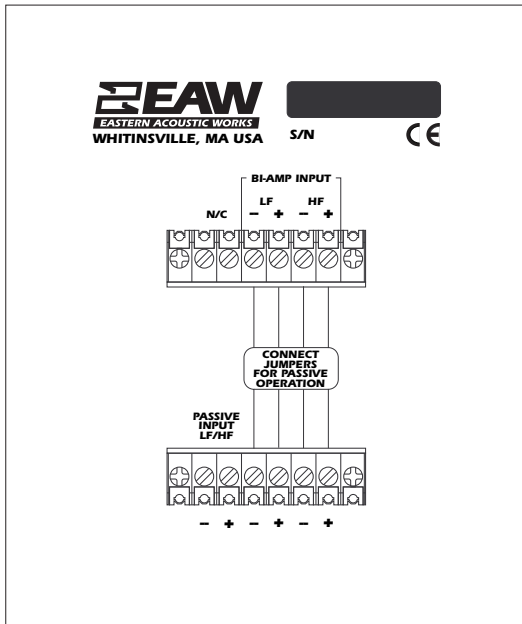 EAW
EASTERN ACOUSTIC WORKS
WHITINSVILLE, MA USA
S/N
CE
BI-AMP INPUT
LF HF
N/C - + - +
CONNECT
JUMPERS
FOR PASSIVE
OPERATION
PASSIVE
INPUT
LF/HF
- + - + - +